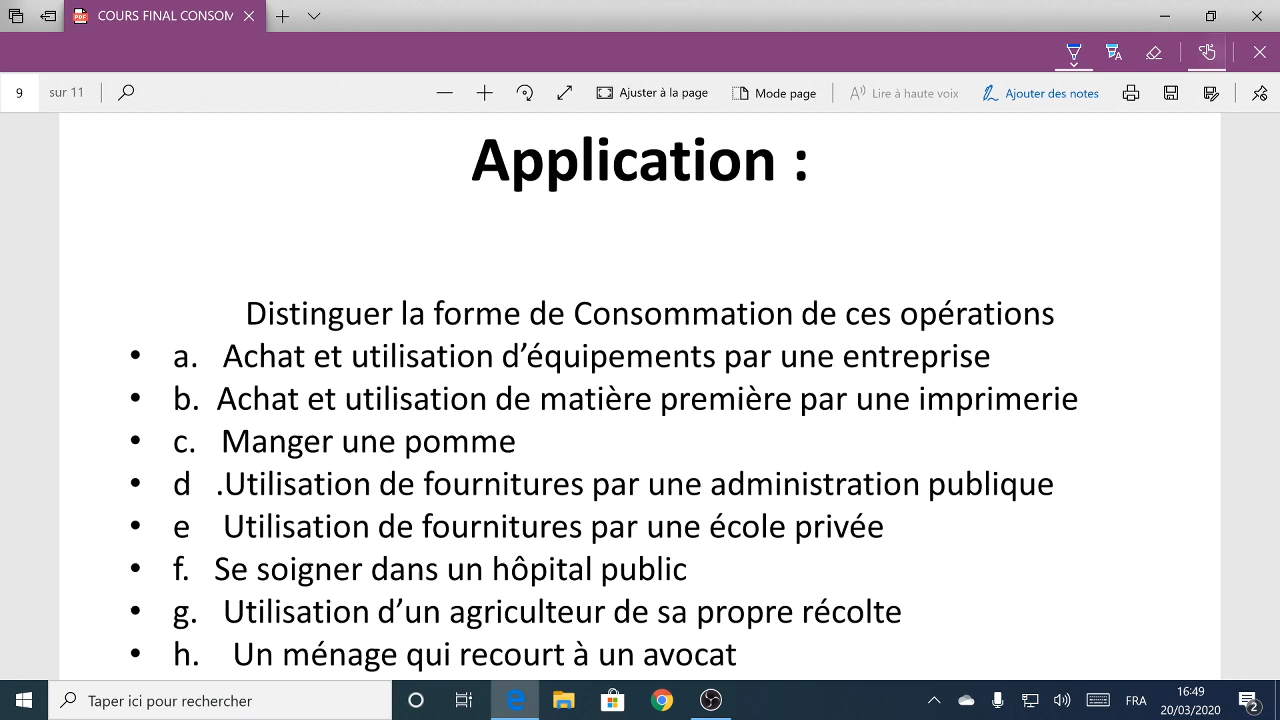 COURS FINAL CONSOM
9 sur 11
Ajuster à la page
Mode page
Lire à haute voix
Ajouter des notes
Application :
Distinguer la forme de Consommation de ces opérations
• a. Achat et utilisation d’équipements par une entreprise
• b. Achat et utilisation de matière première par une imprimerie
• c. Manger une pomme
• d .Utilisation de fournitures par une administration publique
• e Utilisation de fournitures par une école privée
• f. Se soigner dans un hôpital public
• g. Utilisation d’un agriculteur de sa propre récolte
• h. Un ménage qui recourt à un avocat
Taper ici pour rechercher
FRA
16:49
20/03/2020
2